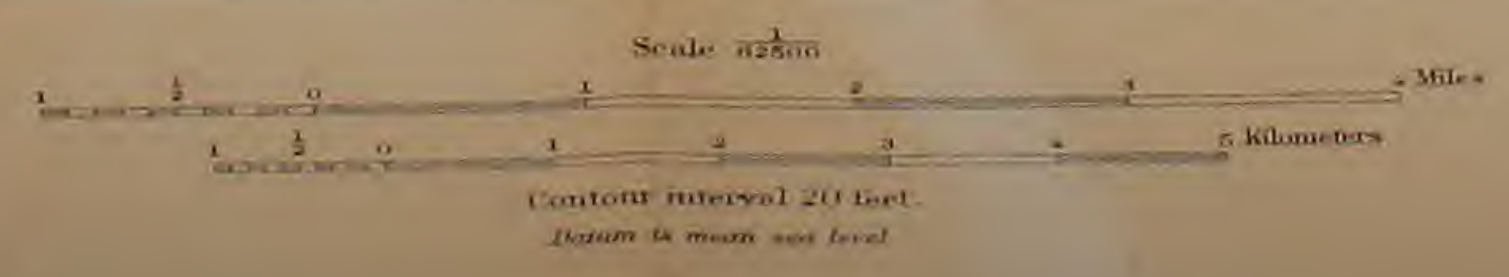 Scale 1/62500
1 1/2 0 1 2 3 4 Miles
1 1/2 0 1 2 3 4 5 Kilometers
Contour interval 20 feet.
Datum is mean sea level